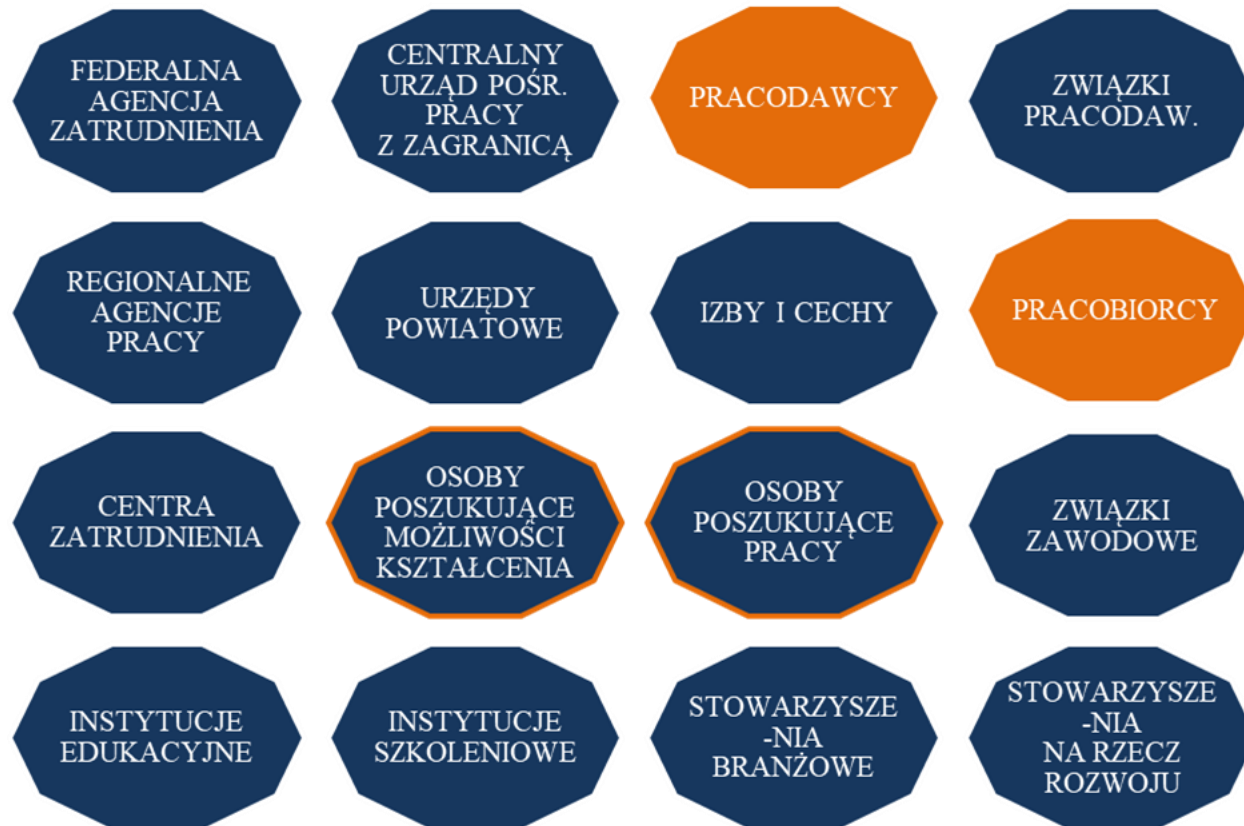 FEDERALNA
AGENCJA
ZATRUDNIENIA
CENTRALNY
URZĄD POŚR.
PRACY
Z ZAGRANICĄ
PRACODAWCY
ZWIĄZKI
PRACODAW.
REGIONALNE
AGENCJE
PRACY
URZĘDY
POWIATOWE
IZBY I CECHY
PRACOBIORCY
CENTRA
ZATRUDNIENIA
OSOBY
POSZUKUJĄCE
MOŻLIWOŚCI
KSZTAŁCENIA
OSOBY
POSZUKUJĄCE
PRACY
ZWIĄZKI
ZAWODOWE
INSTYTUCJE
EDUKACYJNE
INSTYTUCJE
SZKOLENIOWE
STOWARZYSZE
-NIA
BRANŻOWE
STOWARZYSZE
-NIA
NA RZECZ
ROZWOJU